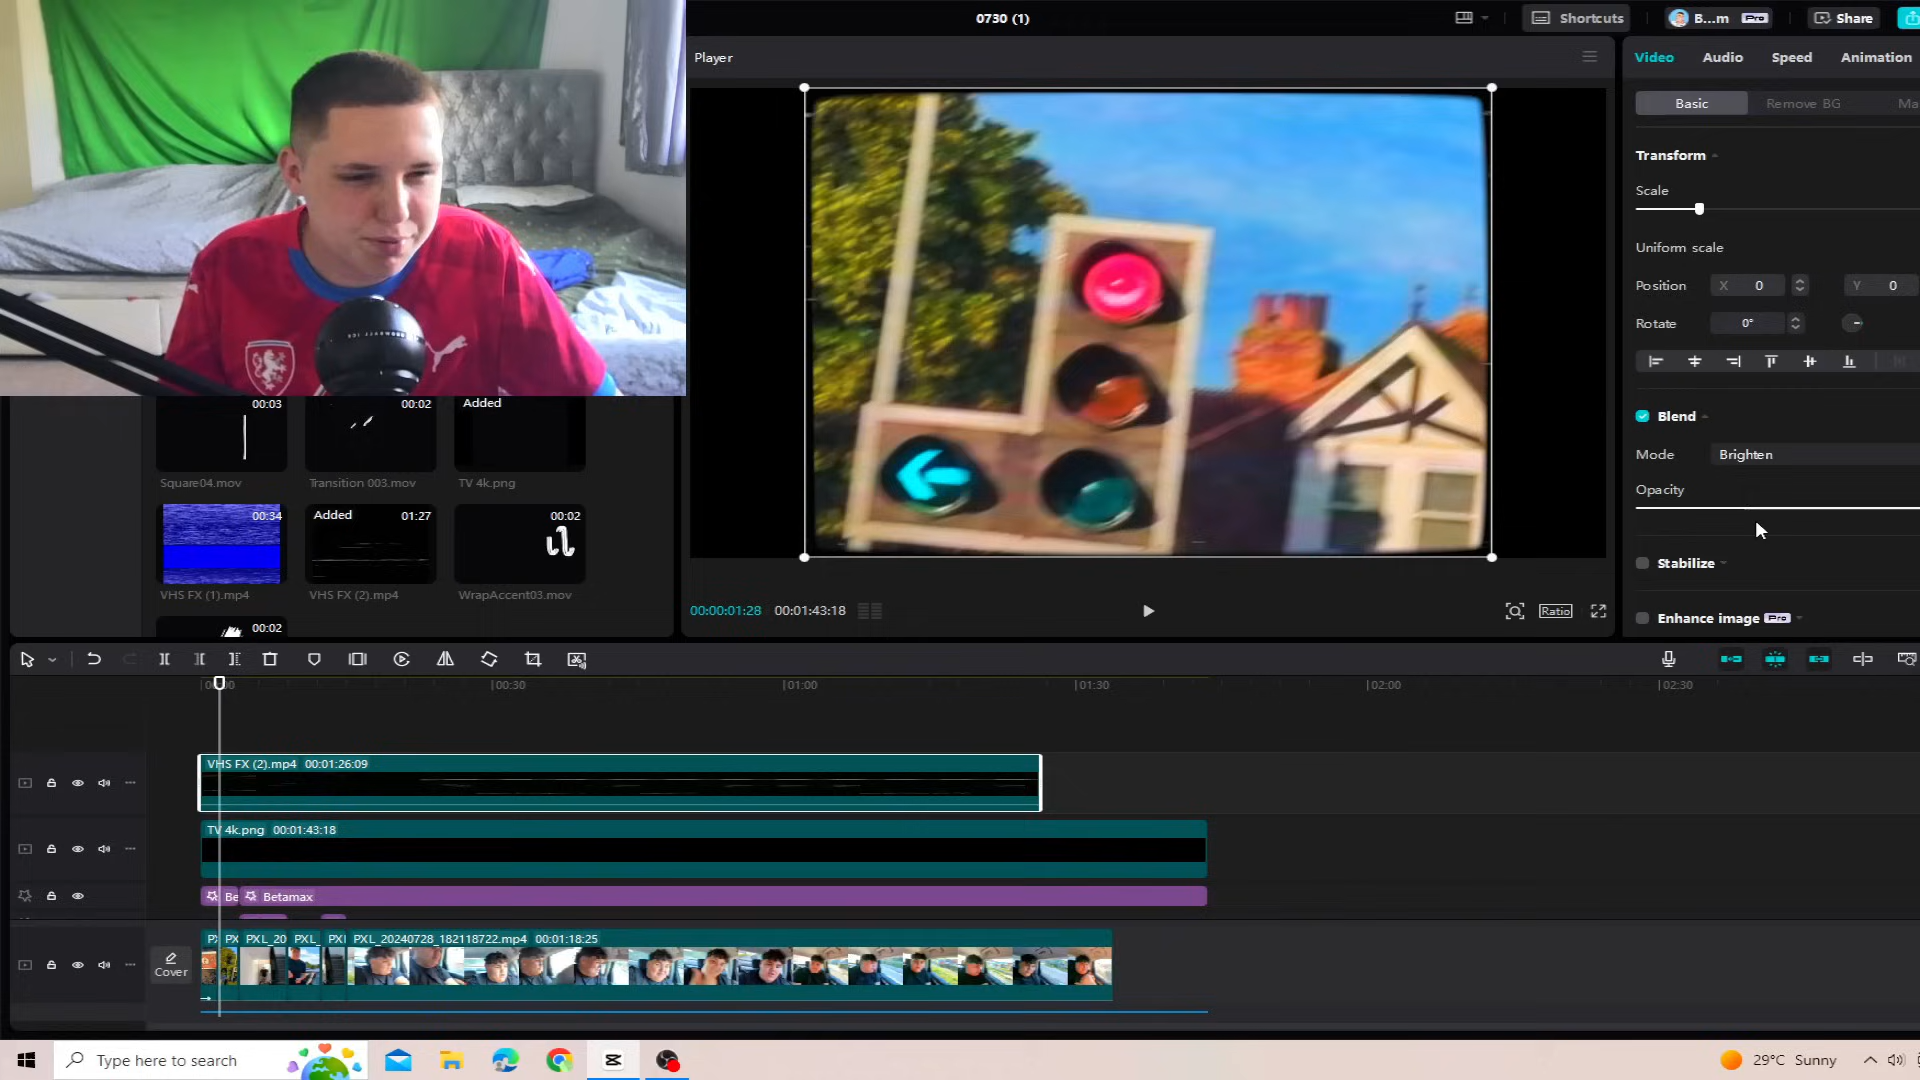 0730 (1)
Shortcuts
B...m Pro
Share
Player
Video Audio Speed Animation
Basic Remove BG Ma
Transform
Scale
Uniform scale
Position X 0 Y 0
Rotate 0°
Blend
Mode Brighten
Opacity
Stabilize
Enhance image Pro
00:03 00:02 Added
Square04.mov Transition 003.mov TV 4k.png
00:34 Added 01:27 00:02
VHS FX (1).mp4 VHS FX (2).mp4 WrapAccent03.mov
00:02
00:00:01:28 00:01:43:18
Ratio
00:30 01:00 01:30 02:00 02:30
VHS FX (2).mp4 00:01:26:09
TV 4k.png 00:01:43:18
Be Betamax
Cover
PX PX PXL_20 PXL_ PXI PXL_20240728_182118722.mp4 00:01:18:25
Type here to search
29°C Sunny